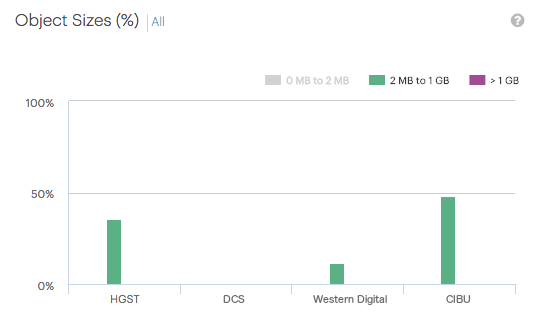 Object Sizes (%) All
0 MB to 2 MB 2 MB to 1 GB > 1 GB
100%
50%
0%
HGST DCS Western Digital CIBU